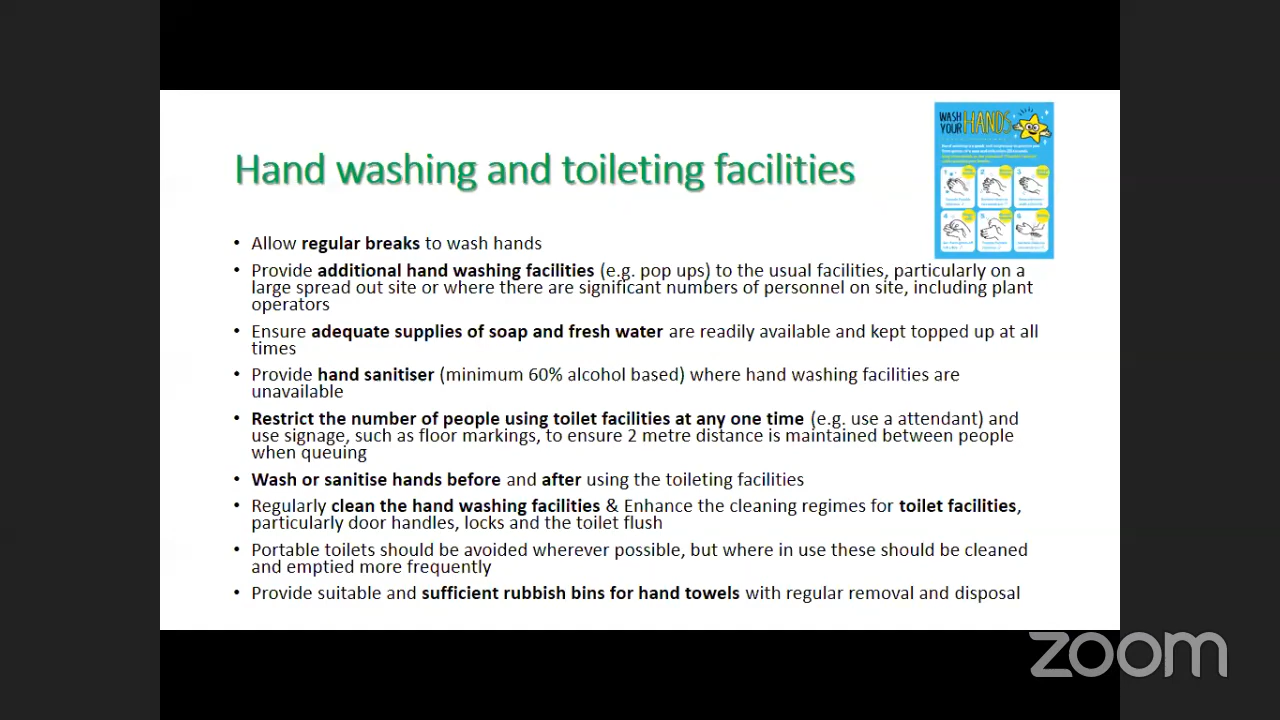 WASH
YOUR HANDS
Hand washing and toileting facilities
1
2
3
4
5
6
• Allow regular breaks to wash hands
• Provide additional hand washing facilities (e.g. pop ups) to the usual facilities, particularly on a
large spread out site or where there are significant numbers of personnel on site, including plant
operators
• Ensure adequate supplies of soap and fresh water are readily available and kept topped up at all
times
• Provide hand sanitiser (minimum 60% alcohol based) where hand washing facilities are
unavailable
• Restrict the number of people using toilet facilities at any one time (e.g. use a attendant) and
use signage, such as floor markings, to ensure 2 metre distance is maintained between people
when queuing
• Wash or sanitise hands before and after using the toileting facilities
• Regularly clean the hand washing facilities & Enhance the cleaning regimes for toilet facilities,
particularly door handles, locks and the toilet flush
• Portable toilets should be avoided wherever possible, but where in use these should be cleaned
and emptied more frequently
• Provide suitable and sufficient rubbish bins for hand towels with regular removal and disposal
zoom